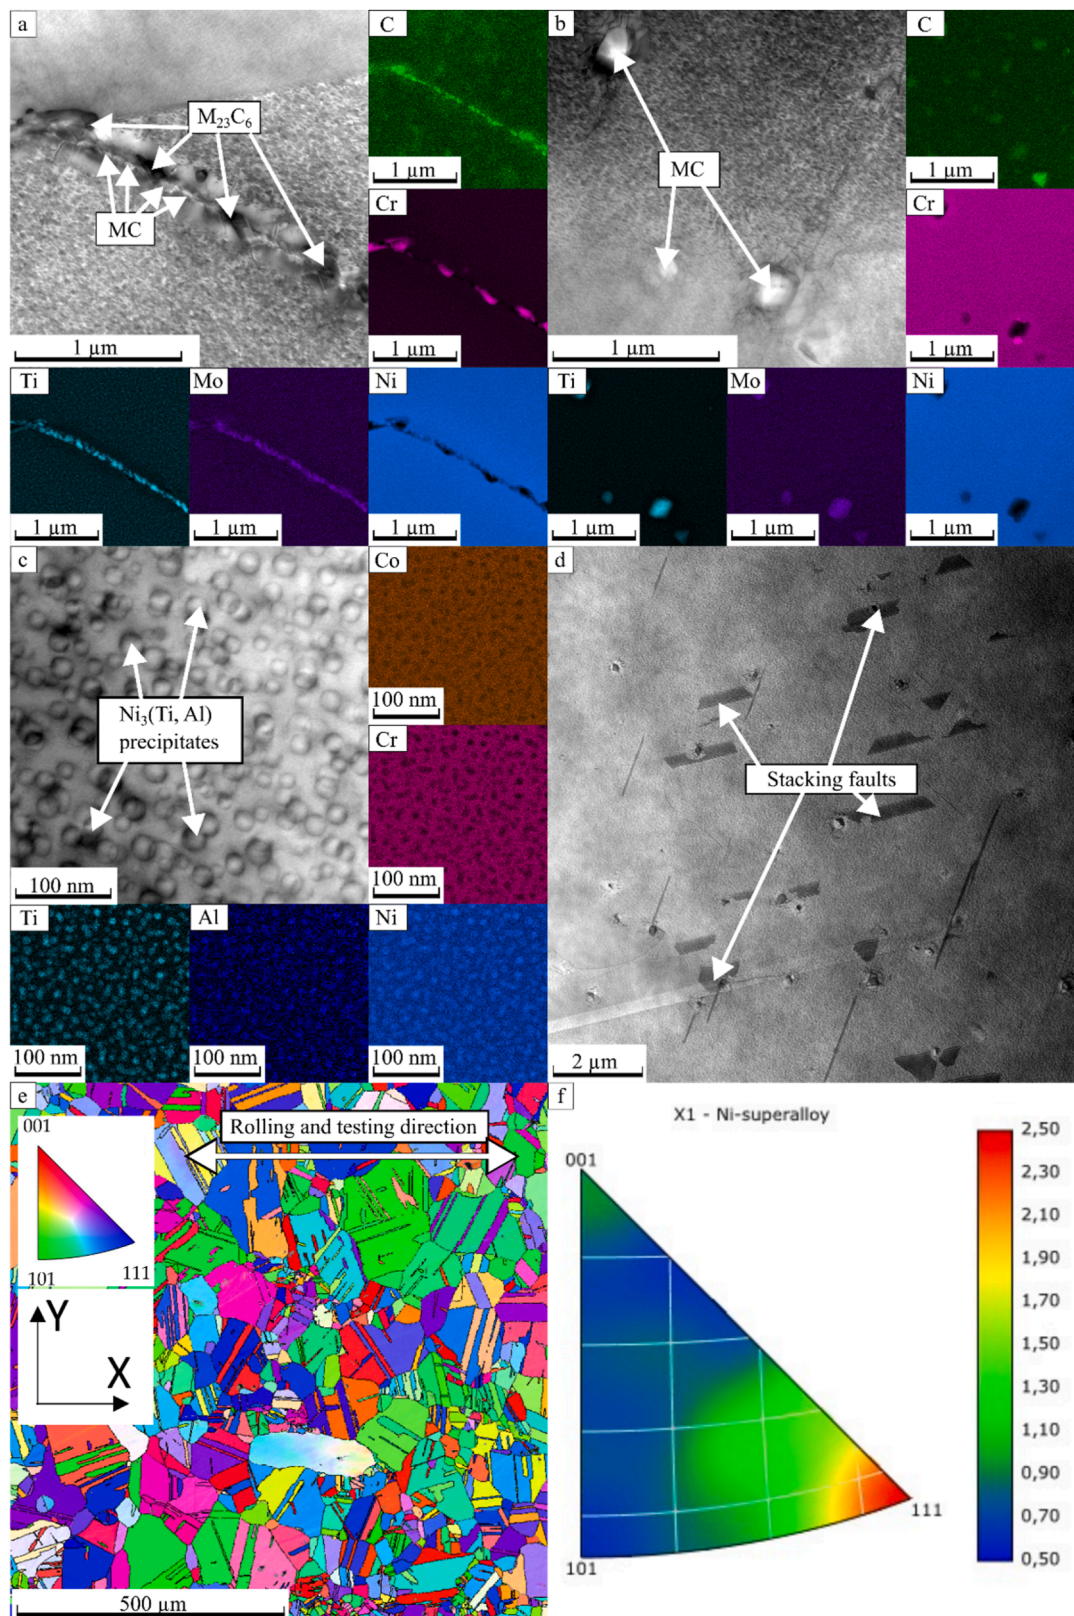 a
C
M₂₃C₆
MC
1 µm
1 µm
Cr
1 µm
Ti
1 µm
Mo
1 µm
Ni
1 µm
b
C
MC
1 µm
1 µm
Cr
1 µm
Ti
1 µm
Mo
1 µm
Ni
1 µm
c
Co
Ni₃(Ti, Al)
precipitates
100 nm
100 nm
Cr
100 nm
Ti
100 nm
Al
100 nm
Ni
100 nm
d
Stacking faults
2 µm
e
Rolling and testing direction
001
101
111
Y
X
500 µm
f
X1 - Ni-superalloy
001
101
111
2,50
2,30
2,10
1,90
1,70
1,50
1,30
1,10
0,90
0,70
0,50